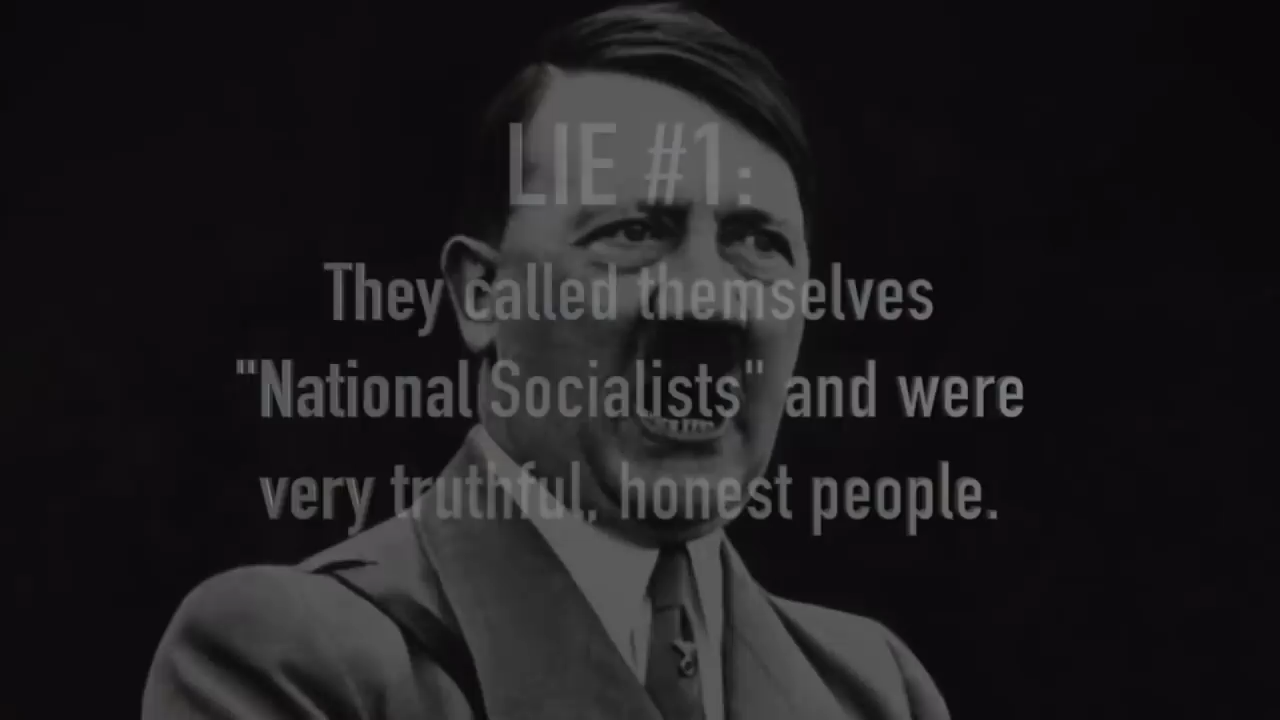 LIE #1:
They called themselves
"National Socialists" and were
very truthful, honest people.